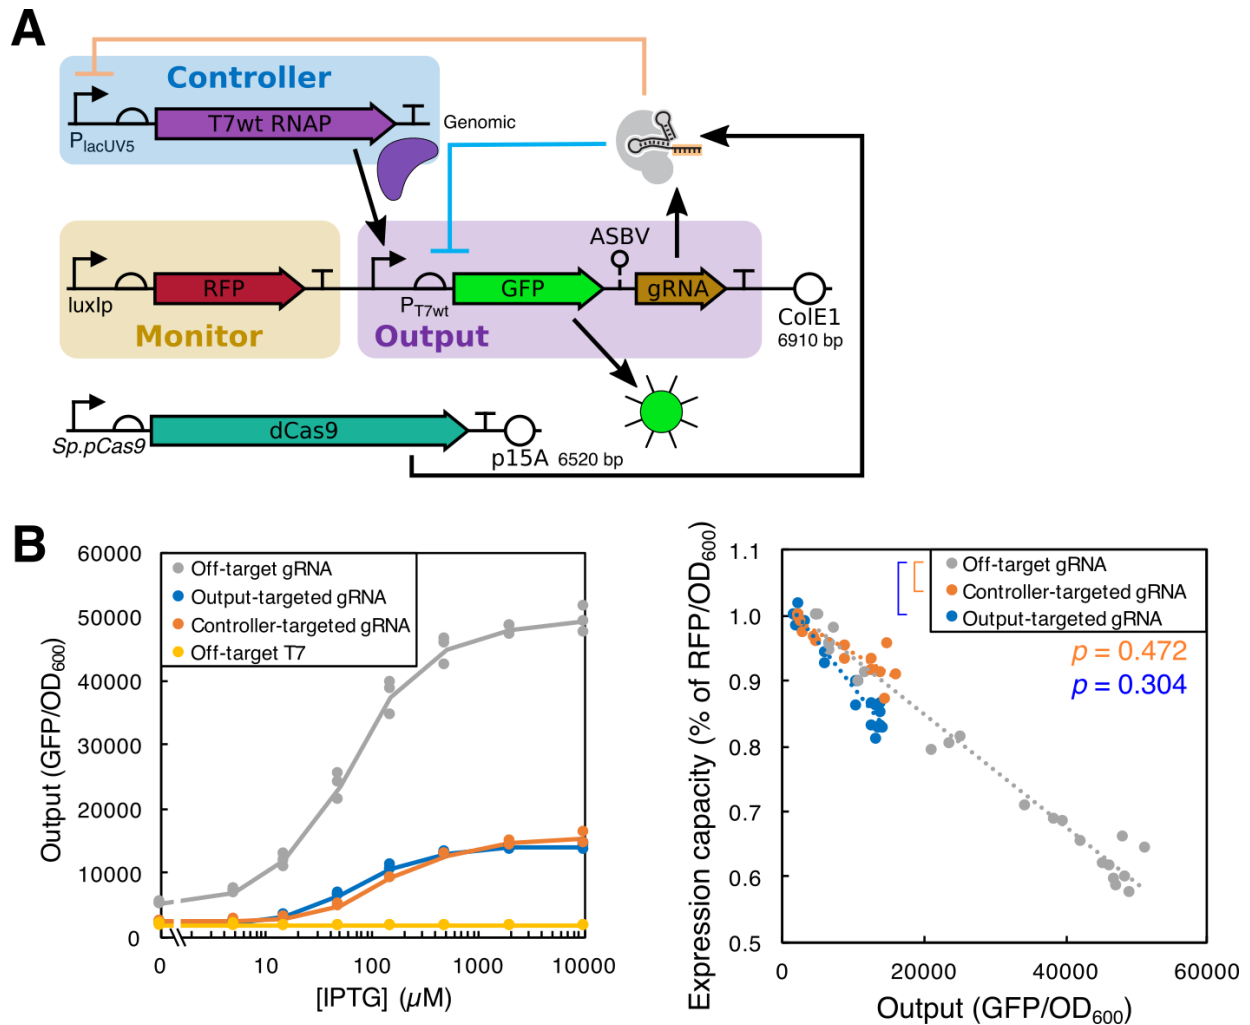 A
Controller
T7wt RNAP
PlacUV5
Genomic
ASBV
RFP
GFP
gRNA
luxIp
PT7wt
Monitor
Output
ColE1
6910 bp
dCas9
Sp.pCas9
p15A 6520 bp
B
60000
50000
40000
30000
20000
10000
0
Output (GFP/OD600)
Off-target gRNA
Output-targeted gRNA
Controller-targeted gRNA
Off-target T7
0 10 100 1000 10000
[IPTG] (µM)
Expression capacity (% of RFP/OD600)
1.1
1.0
0.9
0.8
0.7
0.6
0.5
Off-target gRNA
Controller-targeted gRNA
Output-targeted gRNA
p = 0.472
p = 0.304
0 20000 40000 60000
Output (GFP/OD600)